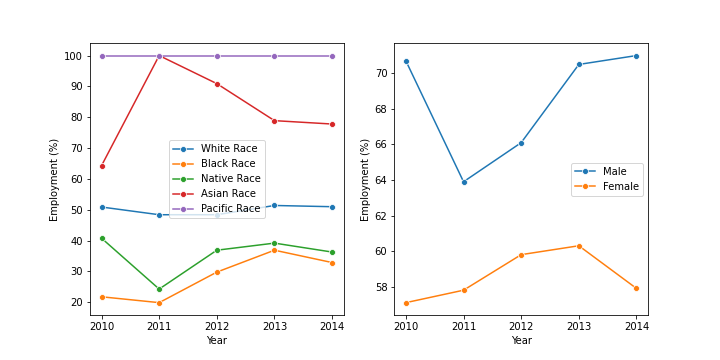 100
90
80
70
60
50
40
30
20
Employment (%)
2010 2011 2012 2013 2014
Year
White Race
Black Race
Native Race
Asian Race
Pacific Race
70
68
66
64
62
60
58
Employment (%)
2010 2011 2012 2013 2014
Year
Male
Female